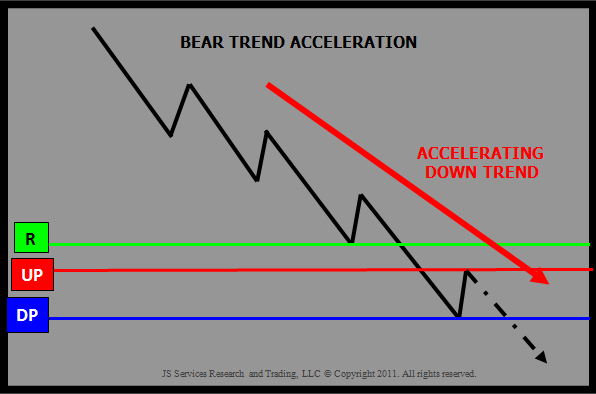 BEAR TREND ACCELERATION
ACCELERATING
DOWN TREND
R
UP
DP
JS Services Research and Trading, LLC © Copyright 2011. All rights reserved.